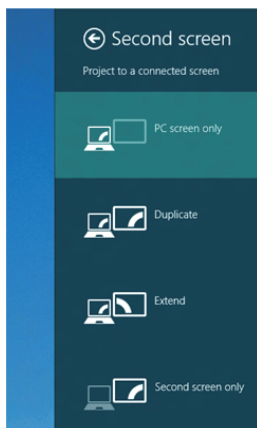 Second screen
Project to a connected screen
PC screen only
Duplicate
Extend
Second screen only